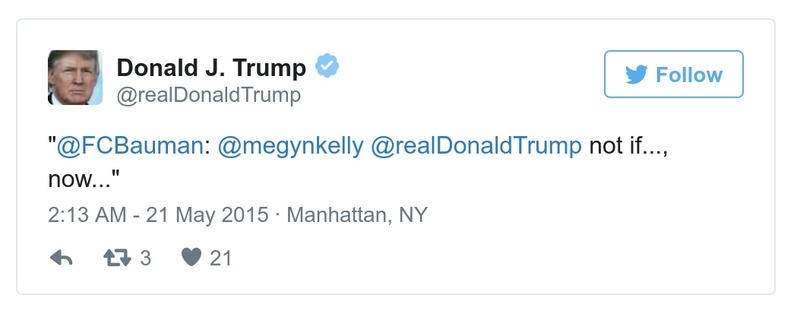 Donald J. Trump
Follow
@realDonaldTrump
"@FCBauman: @megynkelly @realDonaldTrump not if...,
now..."
2:13 AM - 21 May 2015 · Manhattan, NY
3 21